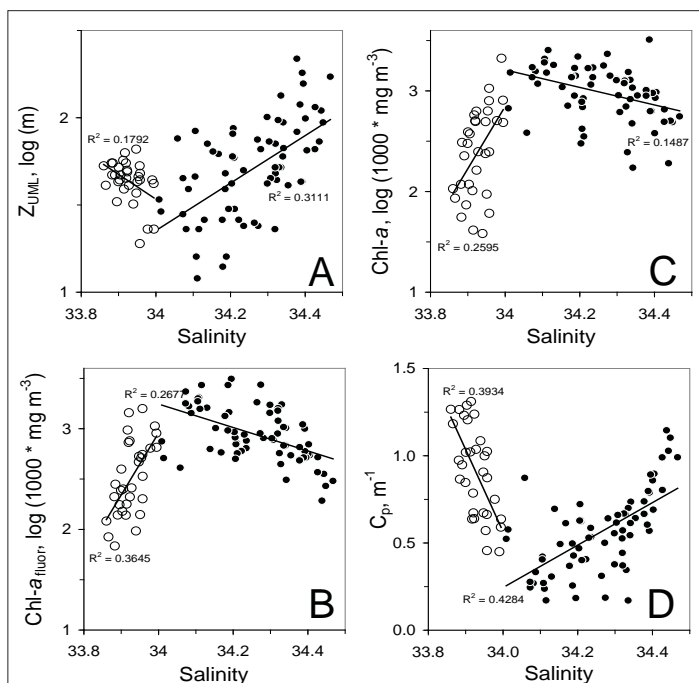 Z_UML, log (m)
2
1
R² = 0.1792
R² = 0.3111
A
33.8 34 34.2 34.4
Salinity
Chl-a, log (1000 * mg m⁻³)
3
2
1
R² = 0.1487
R² = 0.2595
C
33.8 34 34.2 34.4
Salinity
Chl-a_fluor, log (1000 * mg m⁻³)
3
2
1
R² = 0.2677
R² = 0.3645
B
33.8 34 34.2 34.4
Salinity
C_p, m⁻¹
1.5
1.0
0.5
0.0
R² = 0.3934
R² = 0.4284
D
33.8 34.0 34.2 34.4
Salinity